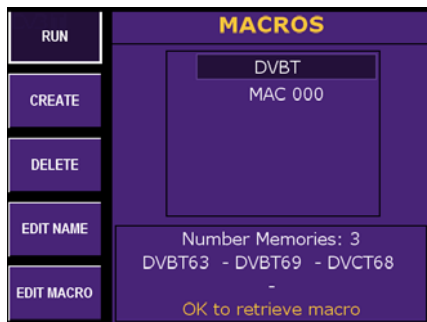 RUN
CREATE
DELETE
EDIT NAME
EDIT MACRO
MACROS
DVBT
MAC 000
Number Memories: 3
DVBT63 - DVBT69 - DVCT68
-
OK to retrieve macro